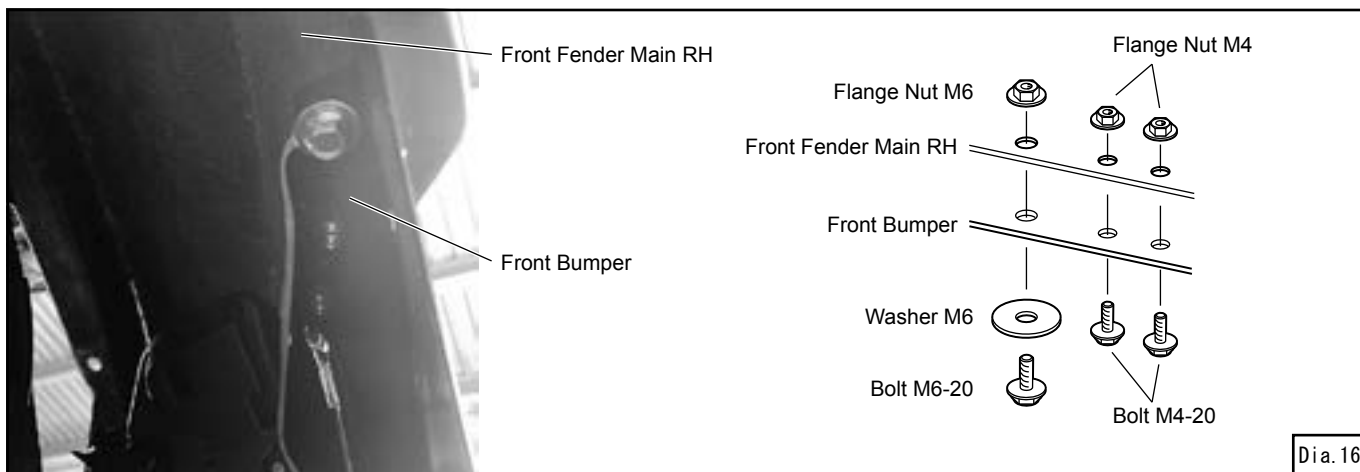 Front Fender Main RH
Front Bumper
Flange Nut M4
Flange Nut M6
Front Fender Main RH
Front Bumper
Washer M6
Bolt M6-20
Bolt M4-20
Dia.16